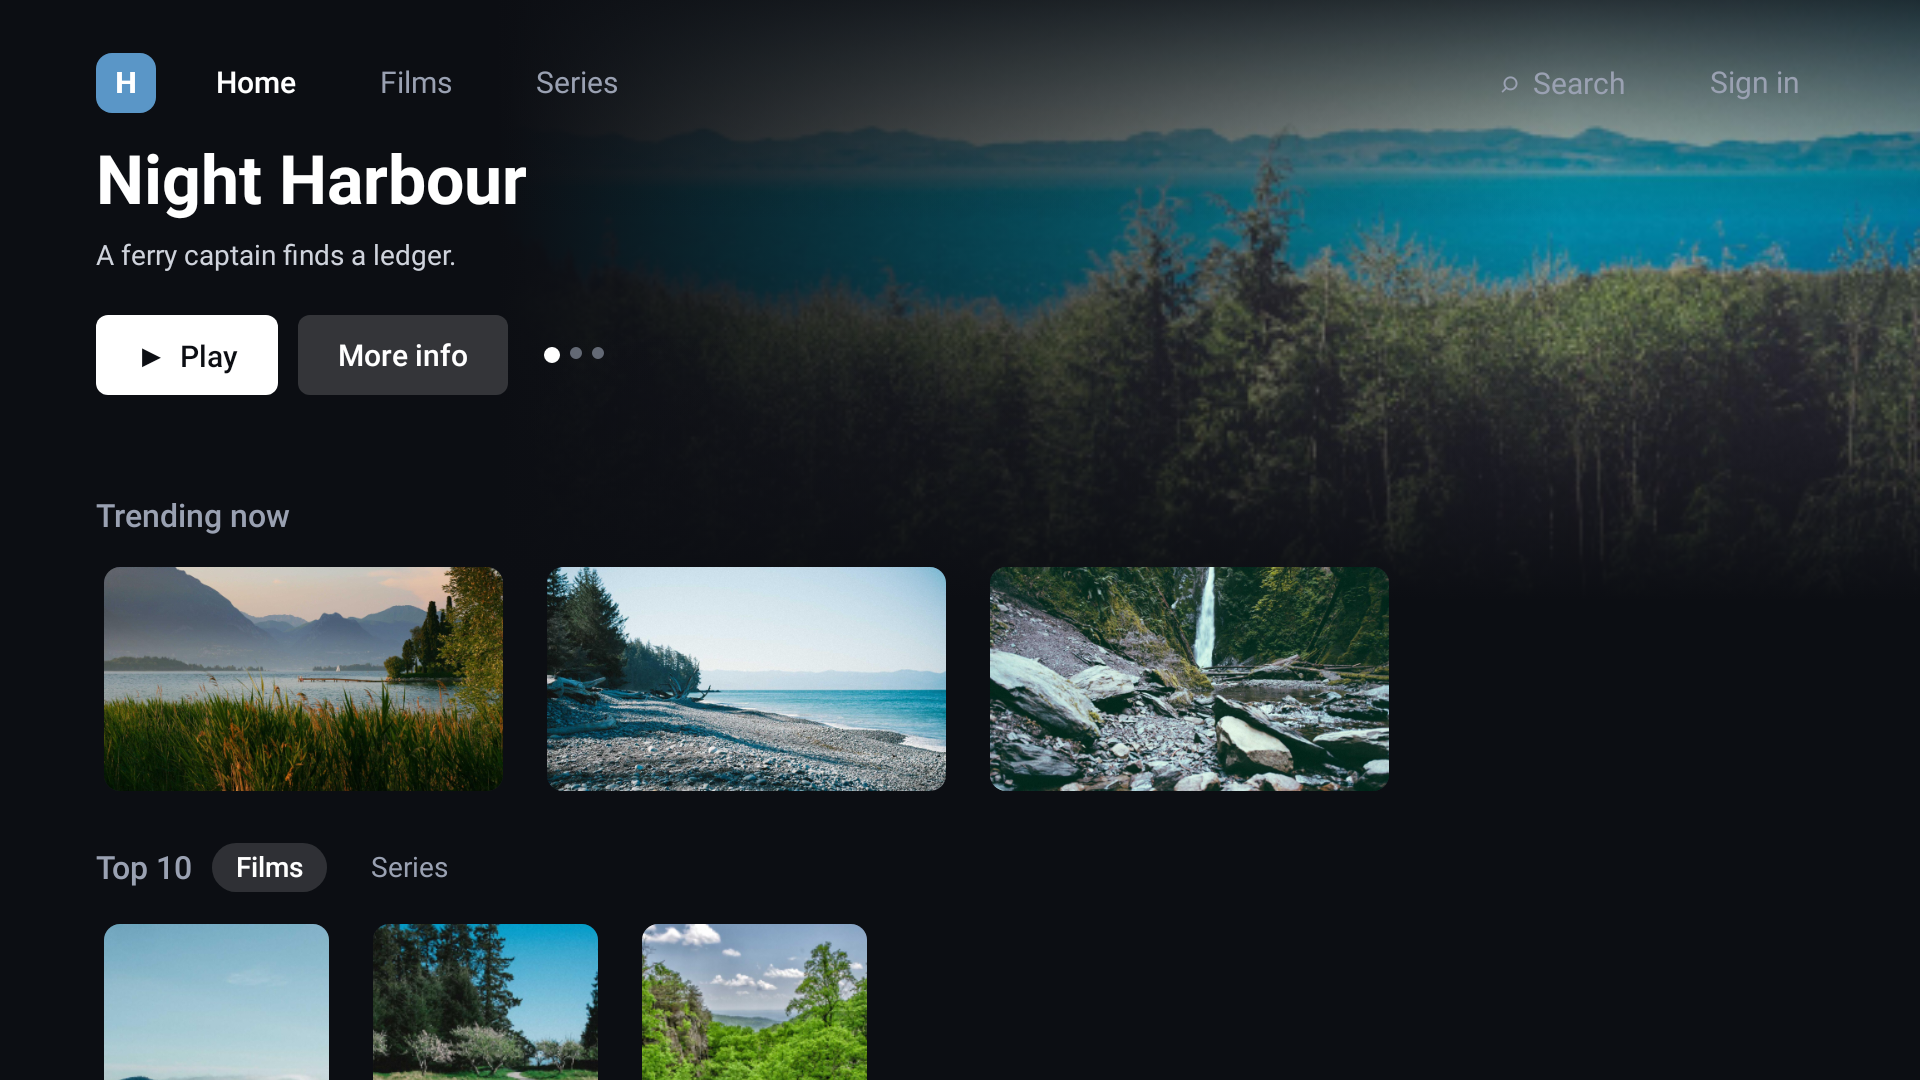 H Home Films Series Search Sign in
Night Harbour
A ferry captain finds a ledger.
Play More info
Trending now
Top 10 Films Series